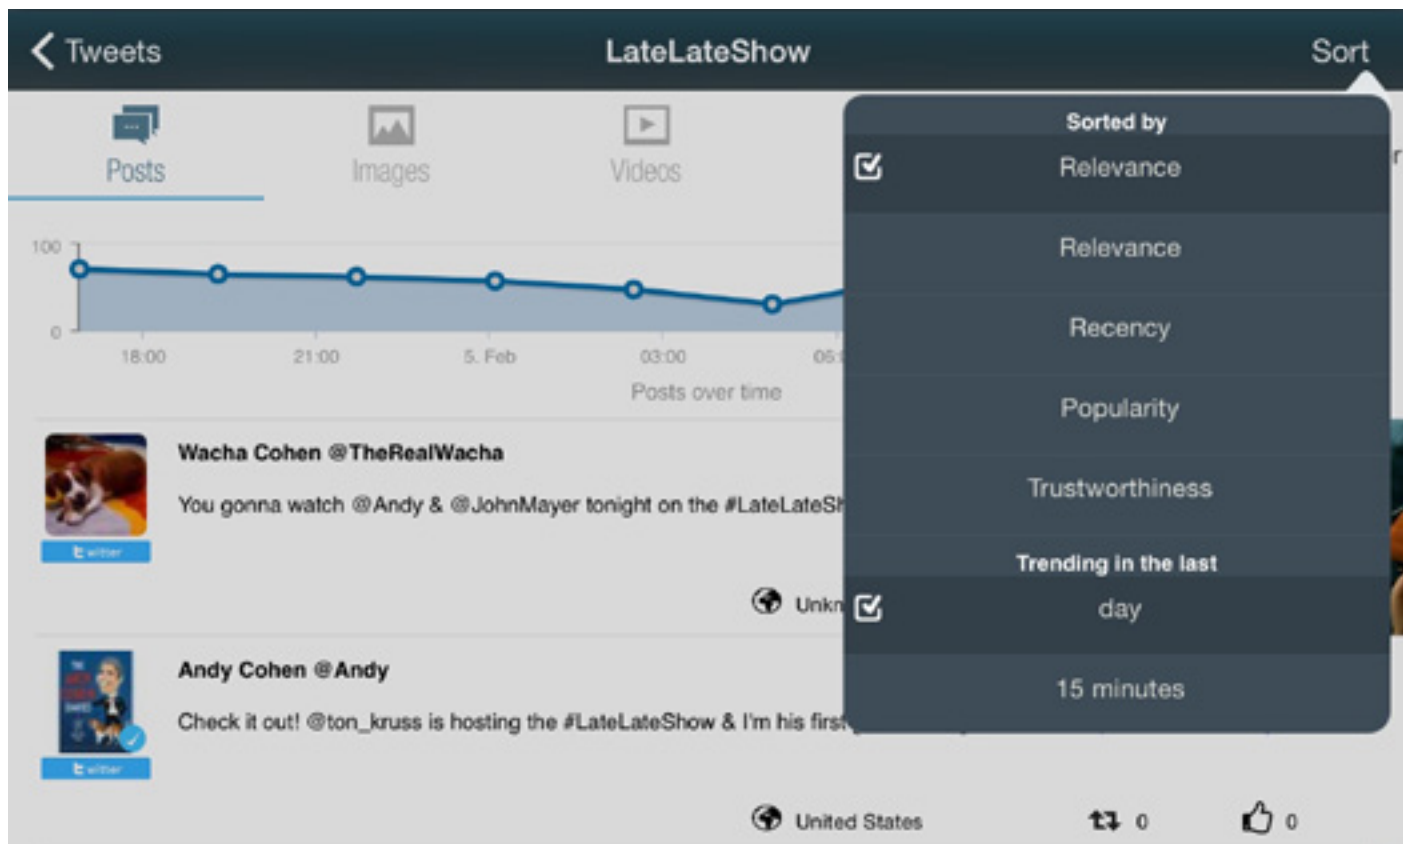 Tweets
LateLateShow
Sort
Posts
Images
Videos
100
0
18:00
21:00
5. Feb
03:00
Posts over time
Wacha Cohen @TheRealWacha
You gonna watch @Andy & @JohnMayer tonight on the
twitter
Andy Cohen @Andy
Check it out! @ton_kruss is hosting the #LateLateShow & I'm his first
twitter
United States
0
0
Sorted by
Relevance
Relevance
Recency
Popularity
Trustworthiness
Trending in the last
day
15 minutes